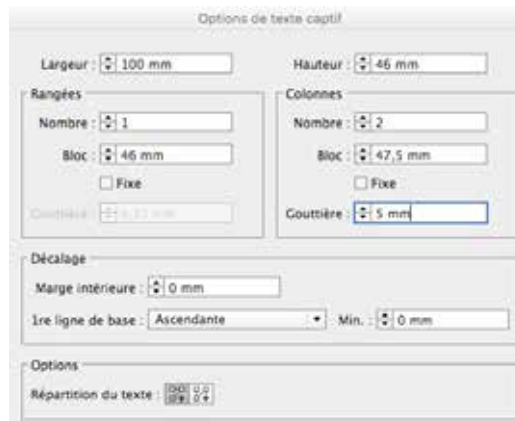 Options de texte captif
Largeur : 100 mm Hauteur : 46 mm
Rangées Colonnes
Nombre : 1 Nombre : 2
Bloc : 46 mm Bloc : 47,5 mm
Fixe Fixe
Gouttière : Gouttière : 5 mm
Décalage
Marge intérieure : 0 mm
1re ligne de base : Ascendante Min. : 0 mm
Options
Répartition du texte :